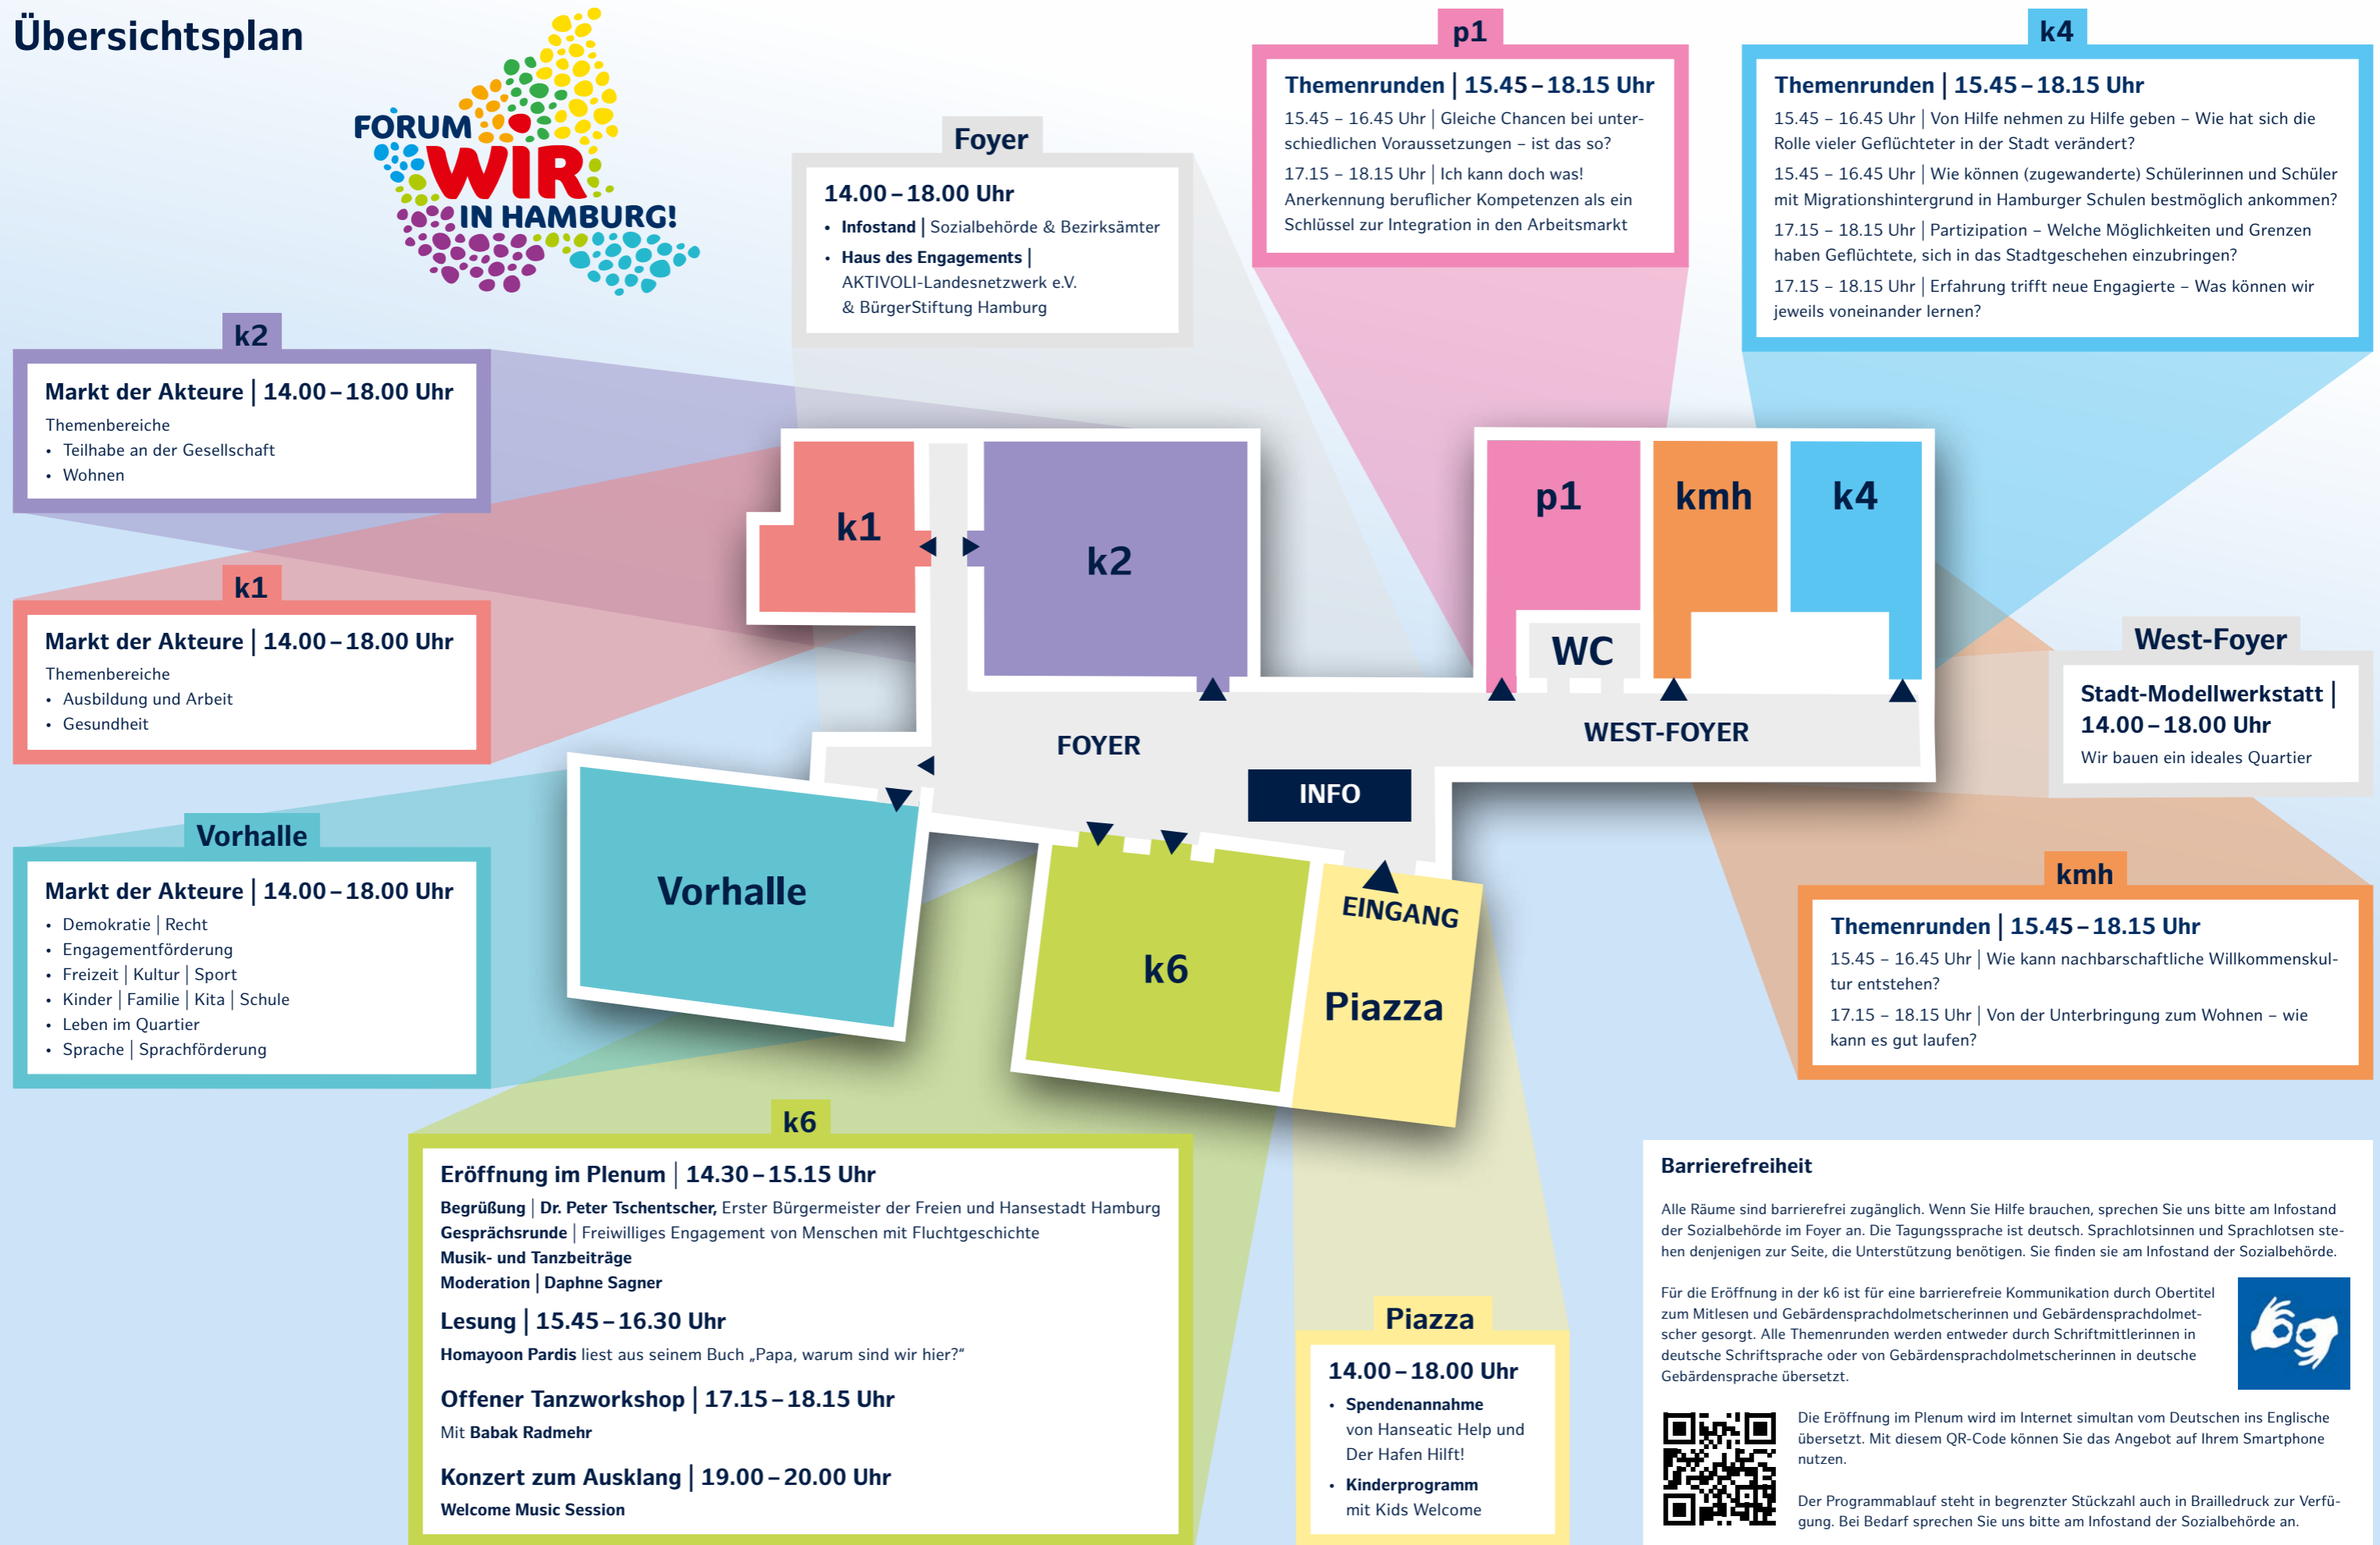 Übersichtsplan
FORUM
WIR
IN HAMBURG!
Foyer
14.00 – 18.00 Uhr
• Infostand | Sozialbehörde & Bezirksämter
• Haus des Engagements |
AKTIVOLI-Landesnetzwerk e.V.
& BürgerStiftung Hamburg
p1
Themenrunden | 15.45 – 18.15 Uhr
15.45 – 16.45 Uhr | Gleiche Chancen bei unter-
schiedlichen Voraussetzungen – ist das so?
17.15 – 18.15 Uhr | Ich kann doch was!
Anerkennung beruflicher Kompetenzen als ein
Schlüssel zur Integration in den Arbeitsmarkt
k4
Themenrunden | 15.45 – 18.15 Uhr
15.45 – 16.45 Uhr | Von Hilfe nehmen zu Hilfe geben – Wie hat sich die
Rolle vieler Geflüchteter in der Stadt verändert?
15.45 – 16.45 Uhr | Wie können (zugewanderte) Schülerinnen und Schüler
mit Migrationshintergrund in Hamburger Schulen bestmöglich ankommen?
17.15 – 18.15 Uhr | Partizipation – Welche Möglichkeiten und Grenzen
haben Geflüchtete, sich in das Stadtgeschehen einzubringen?
17.15 – 18.15 Uhr | Erfahrung trifft neue Engagierte – Was können wir
jeweils voneinander lernen?
k2
Markt der Akteure | 14.00 – 18.00 Uhr
Themenbereiche
• Teilhabe an der Gesellschaft
• Wohnen
k1
Markt der Akteure | 14.00 – 18.00 Uhr
Themenbereiche
• Ausbildung und Arbeit
• Gesundheit
Vorhalle
Markt der Akteure | 14.00 – 18.00 Uhr
• Demokratie | Recht
• Engagementförderung
• Freizeit | Kultur | Sport
• Kinder | Familie | Kita | Schule
• Leben im Quartier
• Sprache | Sprachförderung
k1
k2
p1
kmh
k4
WC
FOYER
WEST-FOYER
INFO
Vorhalle
k6
EINGANG
Piazza
West-Foyer
Stadt-Modellwerkstatt |
14.00 – 18.00 Uhr
Wir bauen ein ideales Quartier
kmh
Themenrunden | 15.45 – 18.15 Uhr
15.45 – 16.45 Uhr | Wie kann nachbarschaftliche Willkommenskul-
tur entstehen?
17.15 – 18.15 Uhr | Von der Unterbringung zum Wohnen – wie
kann es gut laufen?
k6
Eröffnung im Plenum | 14.30 – 15.15 Uhr
Begrüßung | Dr. Peter Tschentscher, Erster Bürgermeister der Freien und Hansestadt Hamburg
Gesprächsrunde | Freiwilliges Engagement von Menschen mit Fluchtgeschichte
Musik- und Tanzbeiträge
Moderation | Daphne Sagner
Lesung | 15.45 – 16.30 Uhr
Homayoon Pardis liest aus seinem Buch „Papa, warum sind wir hier?“
Offener Tanzworkshop | 17.15 – 18.15 Uhr
Mit Babak Radmehr
Konzert zum Ausklang | 19.00 – 20.00 Uhr
Welcome Music Session
Piazza
14.00 – 18.00 Uhr
• Spendenannahme
von Hanseatic Help und
Der Hafen Hilft!
• Kinderprogramm
mit Kids Welcome
Barrierefreiheit
Alle Räume sind barrierefrei zugänglich. Wenn Sie Hilfe brauchen, sprechen Sie uns bitte am Infostand
der Sozialbehörde im Foyer an. Die Tagungssprache ist deutsch. Sprachlotsinnen und Sprachlotsen ste-
hen denjenigen zur Seite, die Unterstützung benötigen. Sie finden sie am Infostand der Sozialbehörde.
Für die Eröffnung in der k6 ist für eine barrierefreie Kommunikation durch Obertitel
zum Mitlesen und Gebärdensprachdolmetscherinnen und Gebärdensprachdolmet-
scher gesorgt. Alle Themenrunden werden entweder durch Schriftmittlerinnen in
deutsche Schriftsprache oder von Gebärdensprachdolmetscherinnen in deutsche
Gebärdensprache übersetzt.
Die Eröffnung im Plenum wird im Internet simultan vom Deutschen ins Englische
übersetzt. Mit diesem QR-Code können Sie das Angebot auf Ihrem Smartphone
nutzen.
Der Programmablauf steht in begrenzter Stückzahl auch in Brailledruck zur Verfü-
gung. Bei Bedarf sprechen Sie uns bitte am Infostand der Sozialbehörde an.